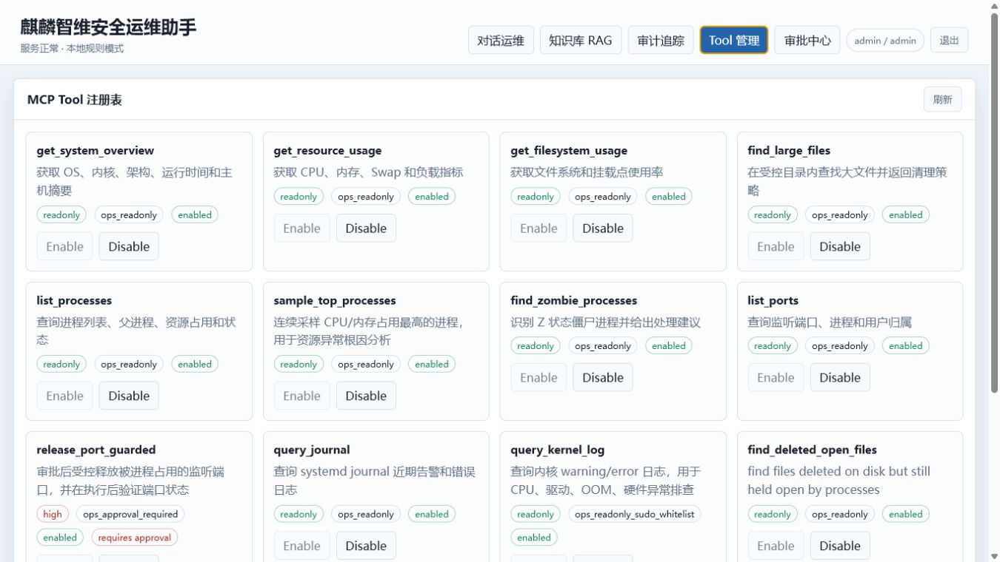 麒麟智维安全运维助手
服务正常 · 本地规则模式
对话运维 知识库 RAG 审计追踪 Tool 管理 审批中心 admin / admin 退出
MCP Tool 注册表 刷新
get_system_overview
获取 OS、内核、架构、运行时间和主
机摘要
readonly ops_readonly enabled
Enable Disable
get_resource_usage
获取 CPU、内存、Swap 和负载指标
readonly ops_readonly enabled
Enable Disable
get_filesystem_usage
获取文件系统和挂载点使用率
readonly ops_readonly enabled
Enable Disable
find_large_files
在受控目录内查找大文件并返回清理策
略
readonly ops_readonly enabled
Enable Disable
list_processes
查询进程列表、父进程、资源占用和状
态
readonly ops_readonly enabled
Enable Disable
sample_top_processes
连续采样 CPU/内存占用最高的进程，
用于资源异常根因分析
readonly ops_readonly enabled
Enable Disable
find_zombie_processes
识别 Z 状态僵尸进程并给出处理建议
readonly ops_readonly enabled
Enable Disable
list_ports
查询监听端口、进程和用户归属
readonly ops_readonly enabled
Enable Disable
release_port_guarded
审批后受控释放被进程占用的监听端
口，并在执行后验证端口状态
high ops_approval_required
enabled requires approval
query_journal
查询 systemd journal 近期告警和错误
日志
readonly ops_readonly enabled
Enable Disable
query_kernel_log
查询内核 warning/error 日志，用于
CPU、驱动、OOM、硬件异常排查
readonly ops_readonly_sudo_whitelist
enabled
find_deleted_open_files
find files deleted on disk but still
held open by processes
readonly ops_readonly enabled
Enable Disable